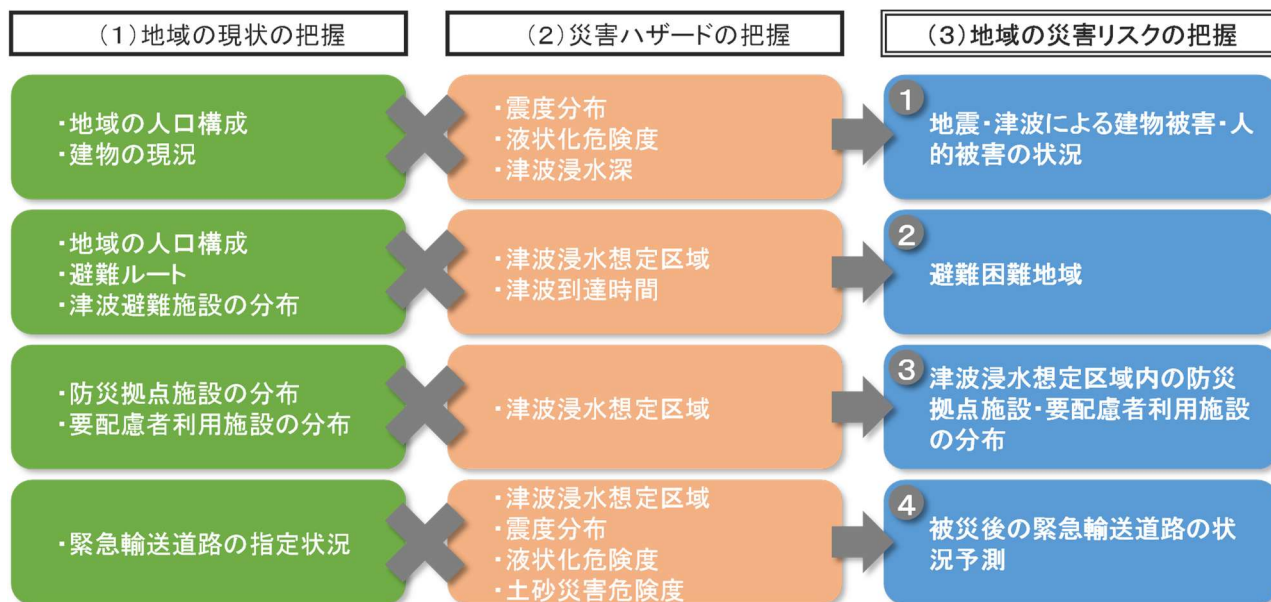 (1)地域の現状の把握
(2)災害ハザードの把握
(3)地域の災害リスクの把握
・地域の人口構成
・建物の現況
・震度分布
・液状化危険度
・津波浸水深
1
地震・津波による建物被害・人
的被害の状況
・地域の人口構成
・避難ルート
・津波避難施設の分布
・津波浸水想定区域
・津波到達時間
2
避難困難地域
・防災拠点施設の分布
・要配慮者利用施設の分布
・津波浸水想定区域
3
津波浸水想定区域内の防災
拠点施設・要配慮者利用施設
の分布
・緊急輸送道路の指定状況
・津波浸水想定区域
・震度分布
・液状化危険度
・土砂災害危険度
4
被災後の緊急輸送道路の状
況予測